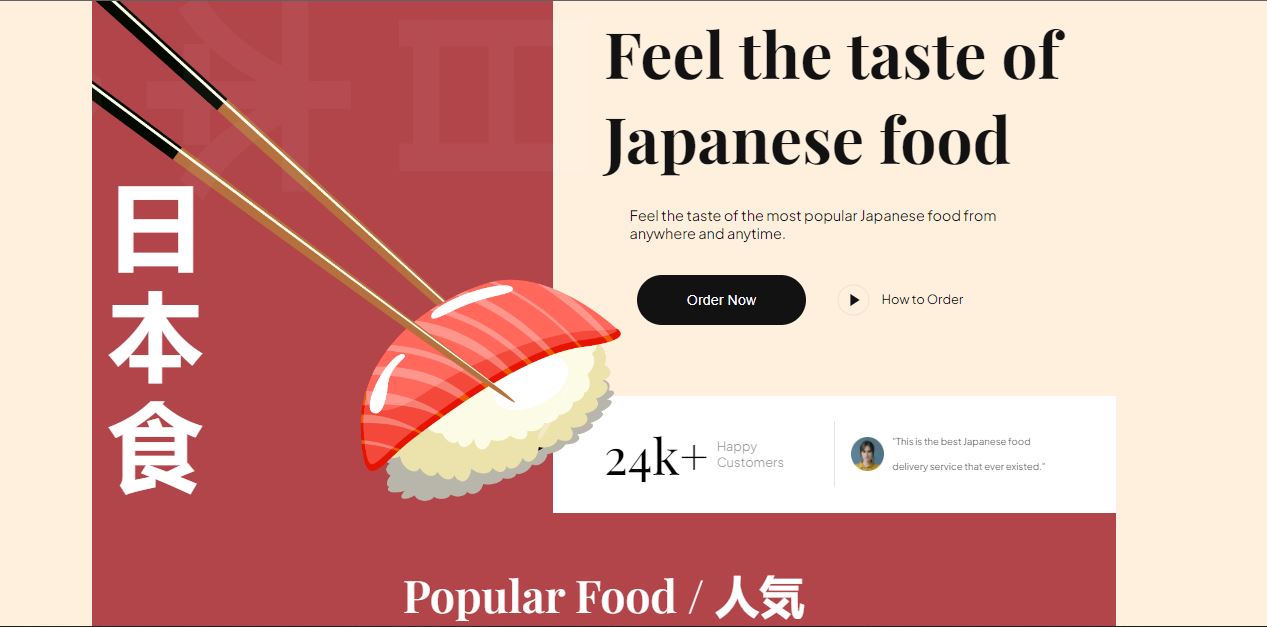 日本食
Feel the taste of
Japanese food
Feel the taste of the most popular Japanese food from
anywhere and anytime.
Order Now
How to Order
24k+
Happy
Customers
"This is the best Japanese food
delivery service that ever existed."
Popular Food / 人気